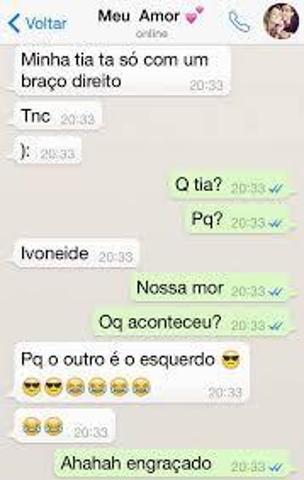 Voltar
Meu Amor 💕
online
Minha tia ta só com um
braço direito 20:33
Tnc 20:33
): 20:33
Q tia? 20:33
Pq? 20:33
Ivoneide 20:33
Nossa mor 20:33
Oq aconteceu? 20:33
Pq o outro é o esquerdo 😎
😎😎😂😂😂😂 20:33
😂😂 20:33
Ahahah engraçado 20:33